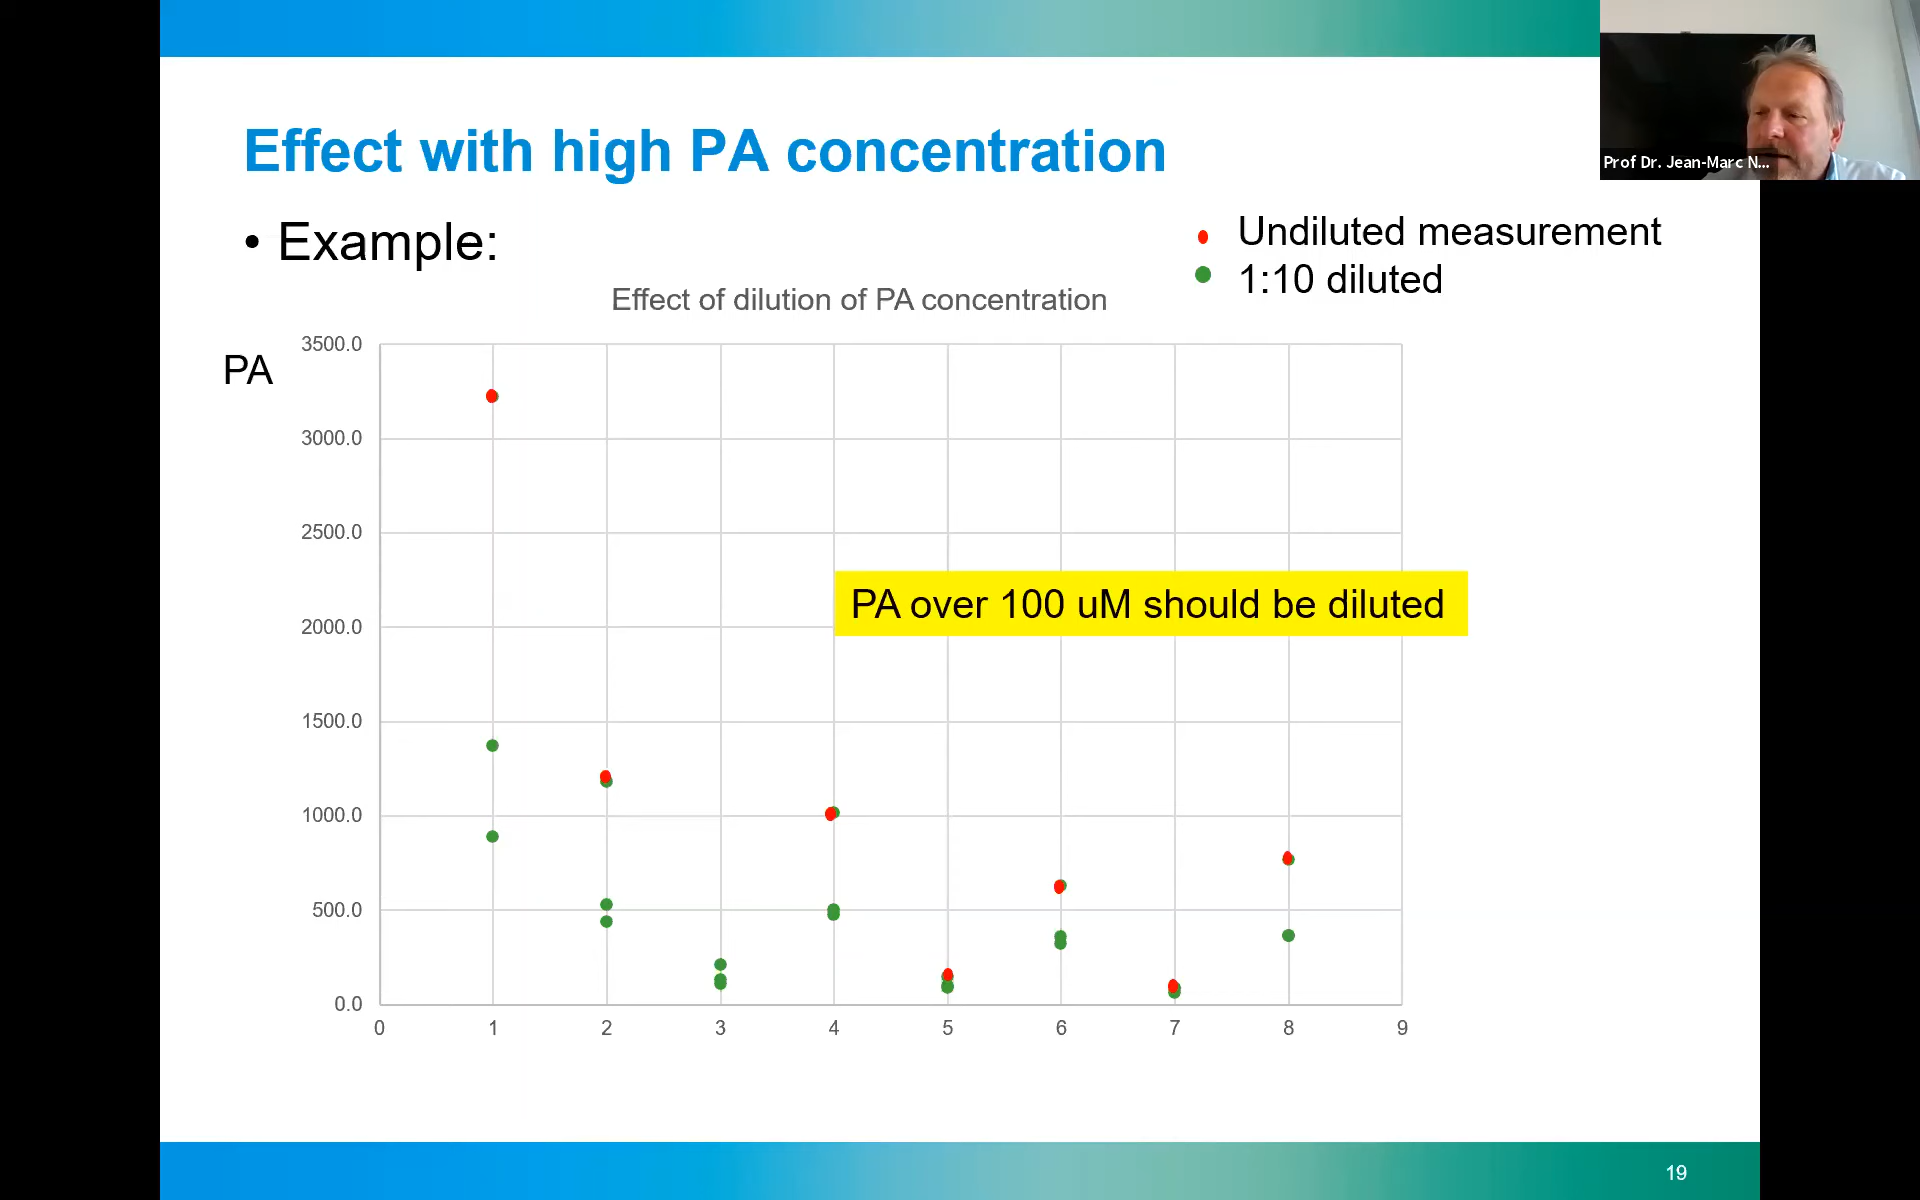 Effect with high PA concentration
Prof Dr. Jean-Marc N...
• Example:
Undiluted measurement
1:10 diluted
Effect of dilution of PA concentration
PA
3500.0
3000.0
2500.0
2000.0
1500.0
1000.0
500.0
0.0
PA over 100 uM should be diluted
0 1 2 3 4 5 6 7 8 9
19